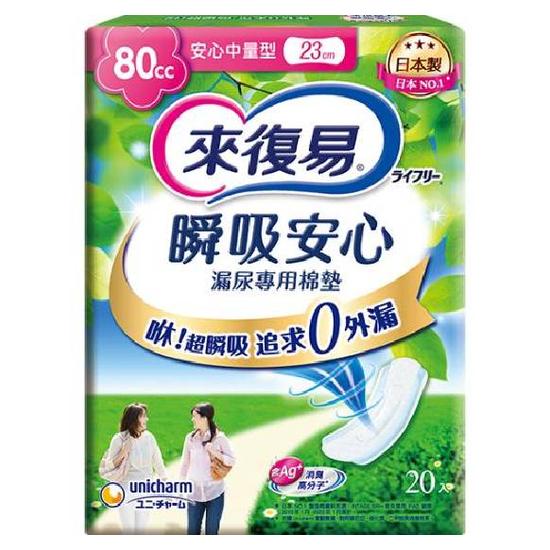 80cc
安心中量型
23cm
日本製
日本NO.1*
來復易®
ライフリー®
瞬吸安心
漏尿專用棉墊
咻!超瞬吸 追求0外漏
含Ag+
消臭
高分子*
unicharm
ユニ・チャーム
20入